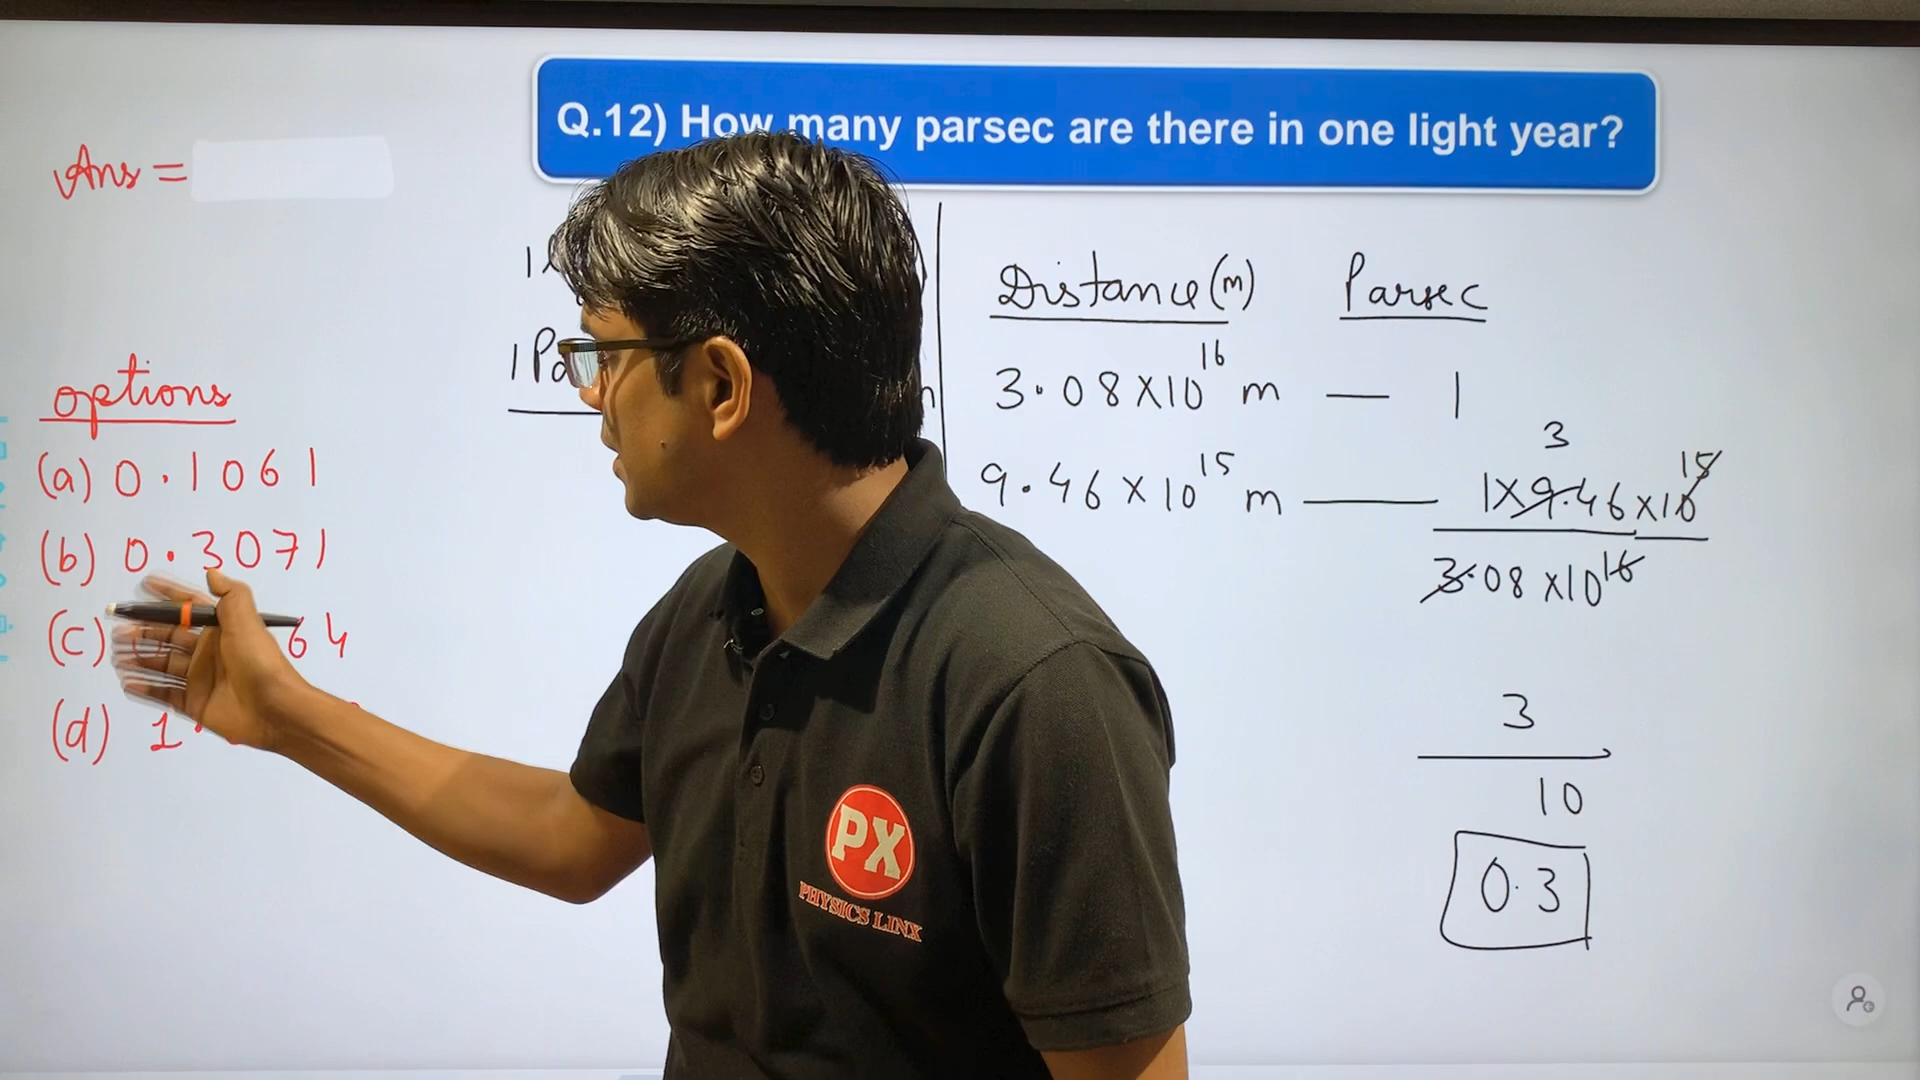 Q.12) How many parsec are there in one light year?
Ans =
options
(a) 0.1061
(b) 0.3071
(c) 64
(d) 1.
1
1 Pa
m
Distance (m) Parsec
3.08 X 10^16 m — 1
9.46 X 10^15 m —— 1 X 9.46 X 10^15
3
3.08 X 10^16
3
10
0.3
PX
PHYSICS LINX